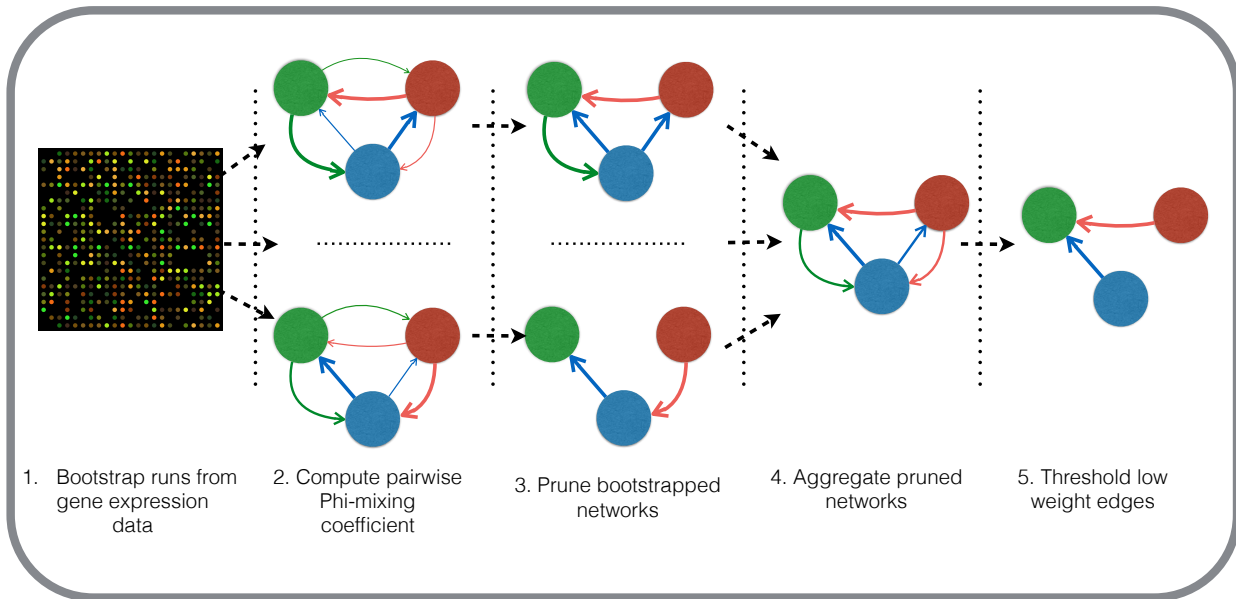 1. Bootstrap runs from
gene expression
data
2. Compute pairwise
Phi-mixing
coefficient
3. Prune bootstrapped
networks
4. Aggregate pruned
networks
5. Threshold low
weight edges